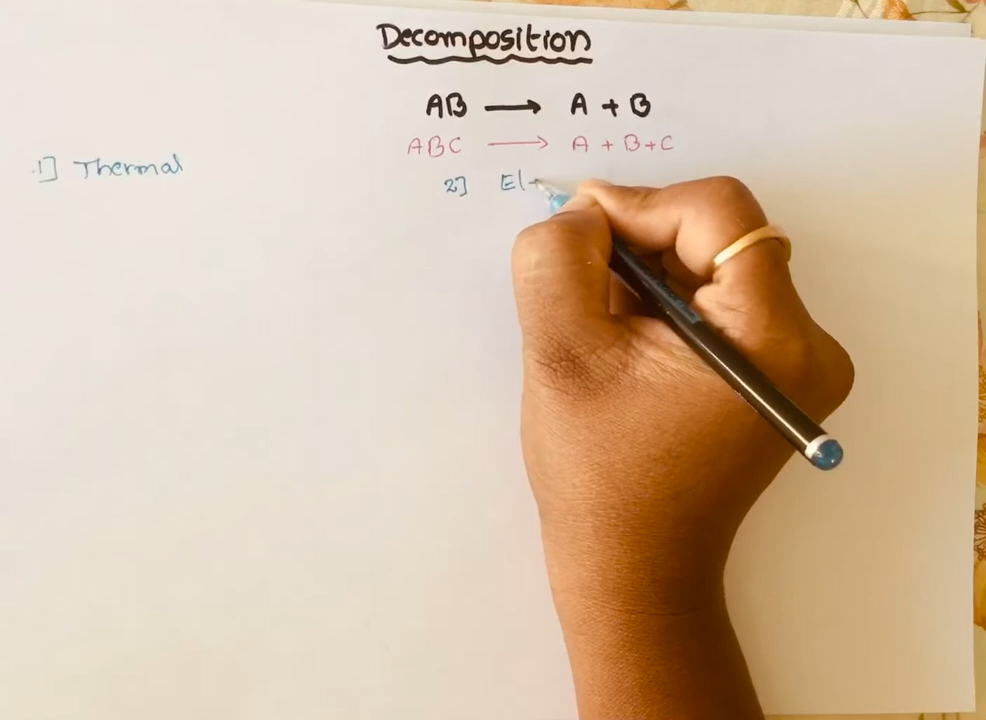 Decomposition
AB → A + B
ABC → A + B + C
1] Thermal
2] El